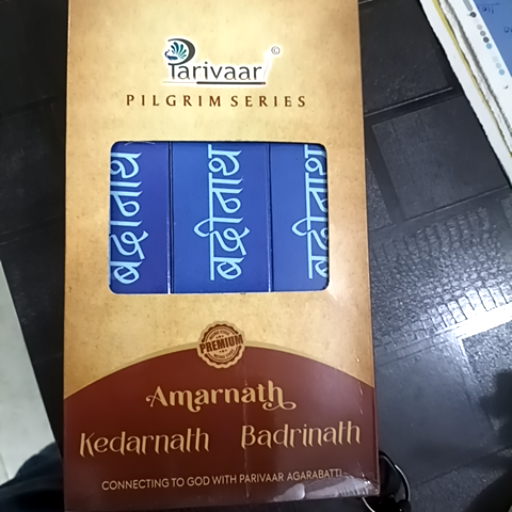 Parivaar ©
PILGRIM SERIES
बद्रीनाथ
बद्रीनाथ
बद्रीनाथ
PREMIUM
Amarnath
Kedarnath Badrinath
CONNECTING TO GOD WITH PARIVAAR AGARABATTI